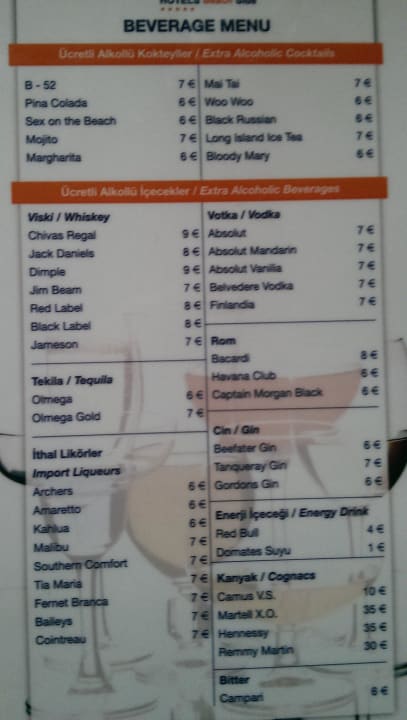 HOTELS BEACH SIDE
BEVERAGE MENU
Ücretli Alkollü Kokteyller / Extra Alcoholic Cocktails
B - 52 7 €
Pina Colada 6 €
Sex on the Beach 6 €
Mojito 7 €
Margharita 6 €
Mai Tai 7 €
Woo Woo 6 €
Black Russian 6 €
Long Island Ice Tea 7 €
Bloody Mary 6 €
Ücretli Alkollü İçecekler / Extra Alcoholic Beverages
Viski / Whiskey
Chivas Regal 9 €
Jack Daniels 8 €
Dimple 9 €
Jim Beam 7 €
Red Label 8 €
Black Label 8 €
Jameson 7 €
Tekila / Tequila
Olmega 6 €
Olmega Gold 7 €
İthal Likörler
Import Liqueurs
Archers 6 €
Amaretto 6 €
Kahlua 6 €
Malibu 7 €
Southern Comfort 7 €
Tia Maria 7 €
Fernet Branca 7 €
Baileys 7 €
Cointreau 7 €
Votka / Vodka
Absolut 7 €
Absolut Mandarin 7 €
Absolut Vanilia 7 €
Belvedere Vodka 7 €
Finlandia 7 €
Rom
Bacardi 8 €
Havana Club 6 €
Captain Morgan Black 6 €
Cin / Gin
Beefater Gin 6 €
Tanqueray Gin 7 €
Gordons Gin 6 €
Enerji İçeceği / Energy Drink
Red Bull 4 €
Domates Suyu 1 €
Kanyak / Cognacs
Camus V.S. 10 €
Martell X.O. 35 €
Hennessy 35 €
Remmy Martin 30 €
Bitter
Campari 6 €